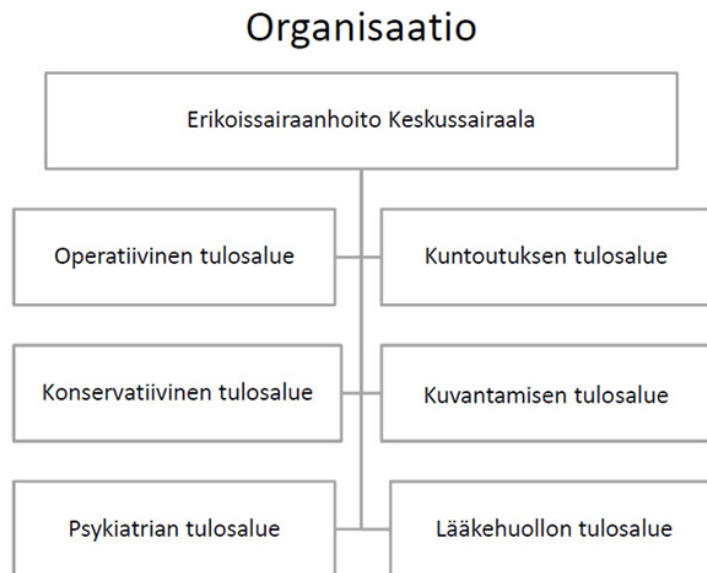 Organisaatio
Erikoissairaanhoito Keskussairaala
Operatiivinen tulosalue
Kuntoutuksen tulosalue
Konservatiivinen tulosalue
Kuvantamisen tulosalue
Psykiatrian tulosalue
Lääkehuollon tulosalue